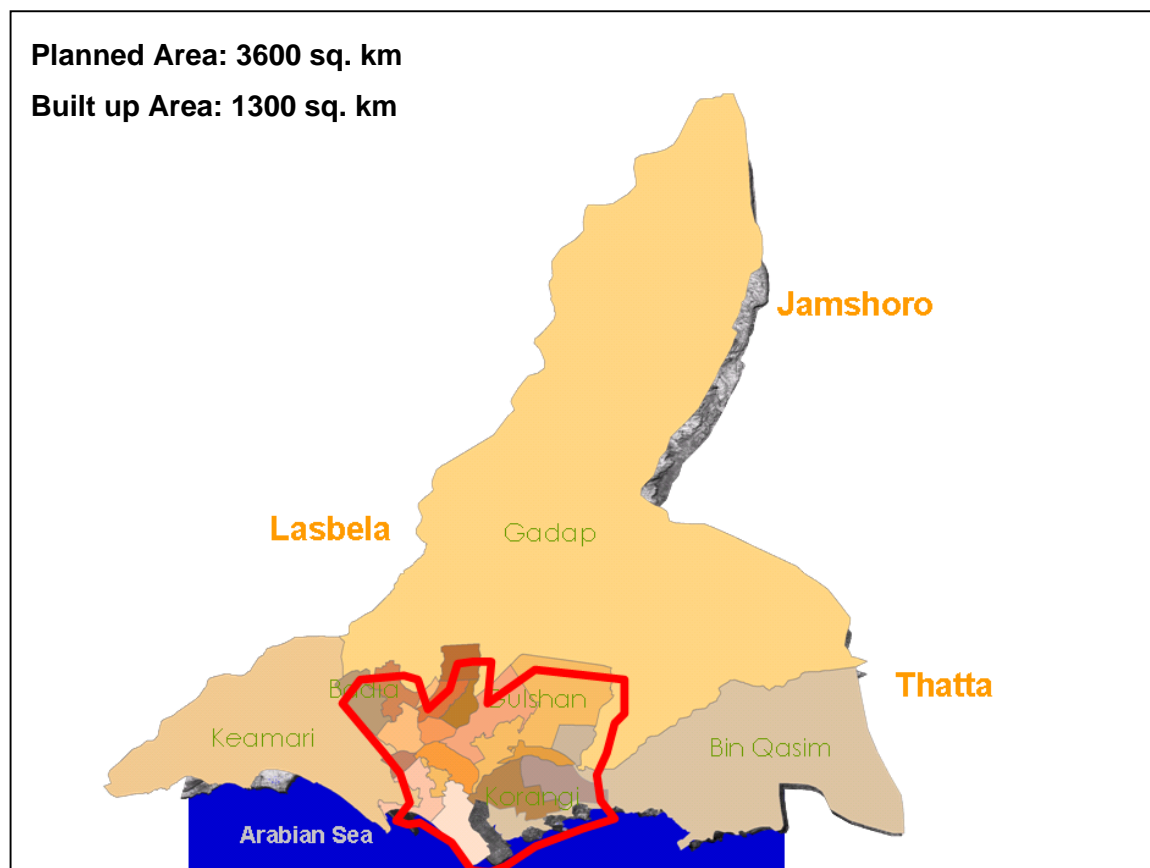 Planned Area: 3600 sq. km
Built up Area: 1300 sq. km
Jamshoro
Lasbela
Gadap
Thatta
Baldia
Gulshan
Keamari
Bin Qasim
Korangi
Arabian Sea